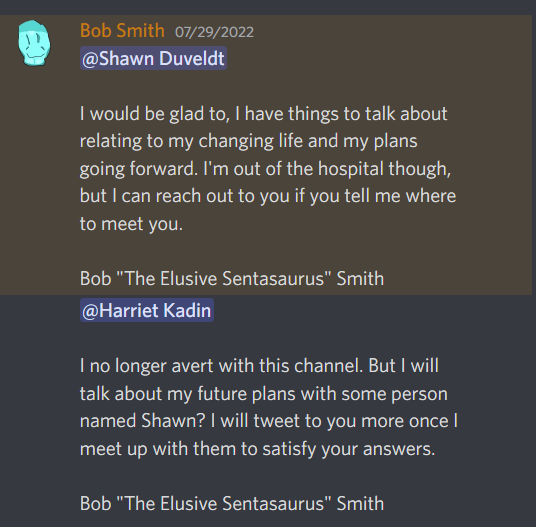 Bob Smith 07/29/2022
@Shawn Duveldt
I would be glad to, I have things to talk about
relating to my changing life and my plans
going forward. I'm out of the hospital though,
but I can reach out to you if you tell me where
to meet you.
Bob "The Elusive Sentasaurus" Smith
@Harriet Kadin
I no longer avert with this channel. But I will
talk about my future plans with some person
named Shawn? I will tweet to you more once I
meet up with them to satisfy your answers.
Bob "The Elusive Sentasaurus" Smith